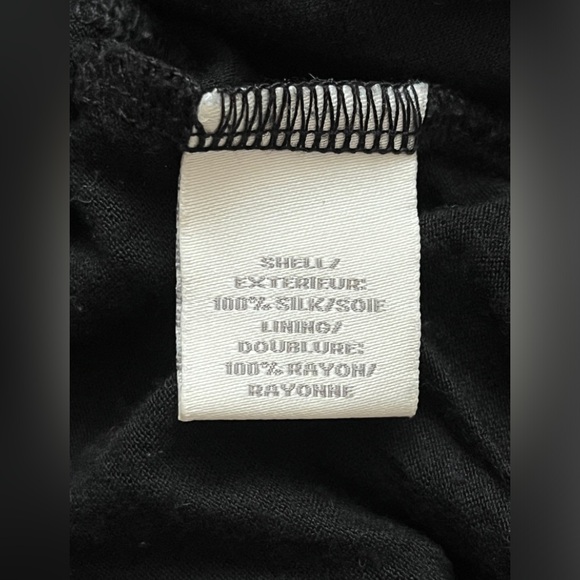 SHELL/
EXTERIEUR:
100% SILK/SOIE
LINING/
DOUBLURE:
100% RAYON/
RAYONNE